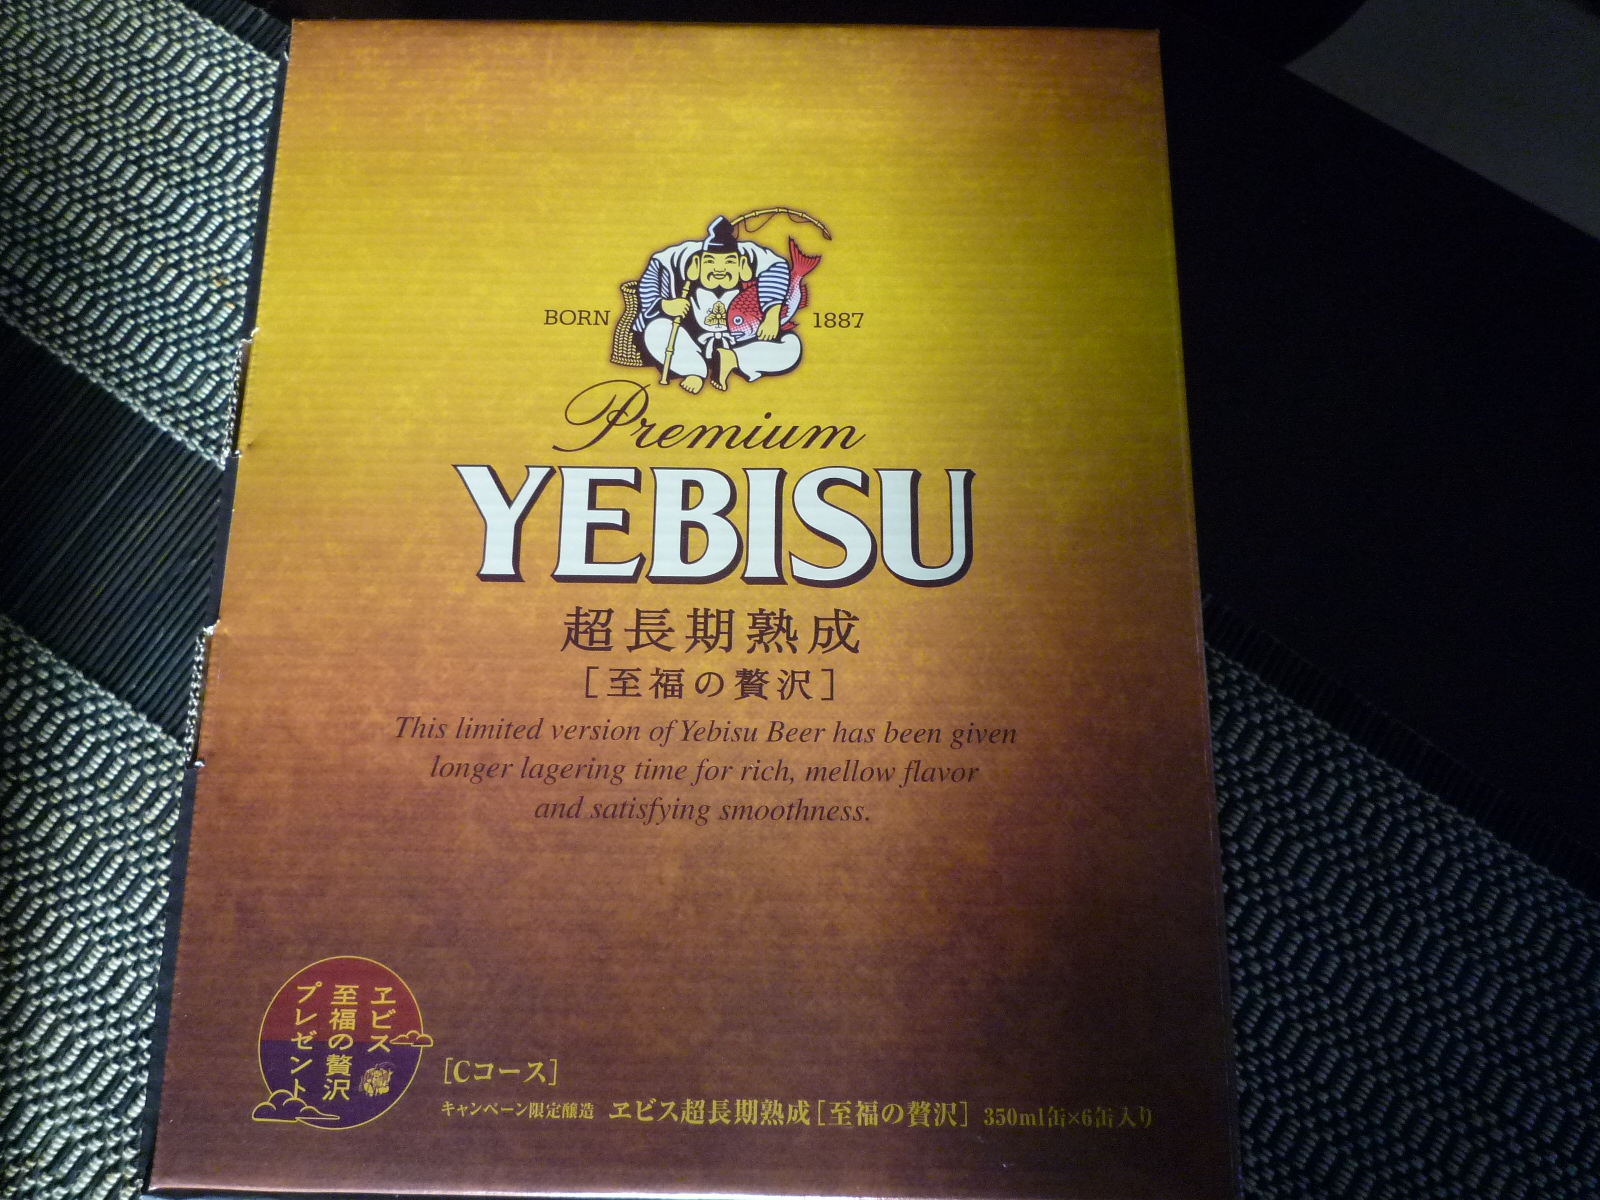 BORN 1887
Premium
YEBISU
超長期熟成
[至福の贅沢]
This limited version of Yebisu Beer has been given
longer lagering time for rich, mellow flavor
and satisfying smoothness.
ヱビス
至福の贅沢
プレゼント
[Cコース]
キャンペーン限定醸造 ヱビス超長期熟成[至福の贅沢] 350ml缶×6缶入り